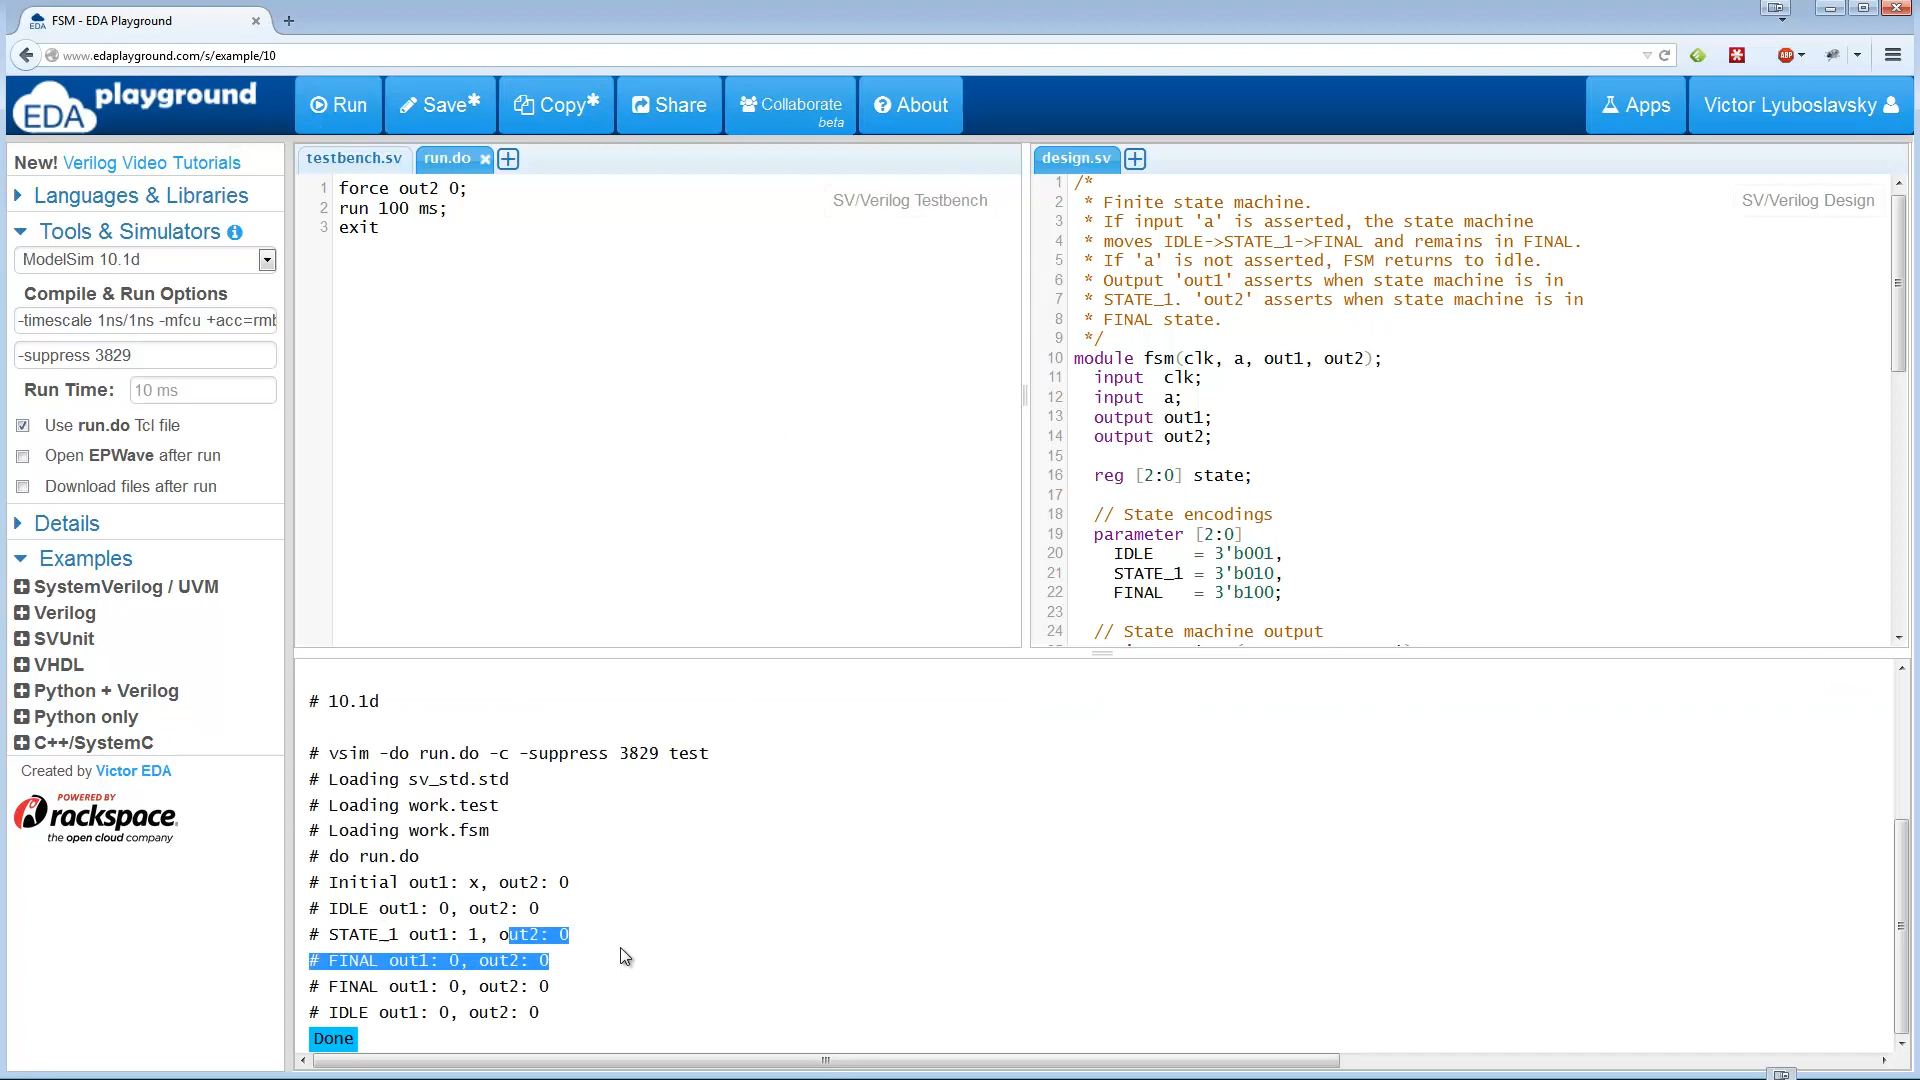 FSM - EDA Playground
www.edaplayground.com/s/example/10
ABP
EDA playground
Run
Save*
Copy*
Share
Collaborate
beta
About
Apps
Victor Lyuboslavsky
New! Verilog Video Tutorials
Languages & Libraries
Tools & Simulators
ModelSim 10.1d
Compile & Run Options
-timescale 1ns/1ns -mfcu +acc=rmb
-suppress 3829
Run Time: 10 ms
Use run.do Tcl file
Open EPWave after run
Download files after run
Details
Examples
SystemVerilog / UVM
Verilog
SVUnit
VHDL
Python + Verilog
Python only
C++/SystemC
Created by Victor EDA
POWERED BY
rackspace.
the open cloud company
testbench.sv
run.do
SV/Verilog Testbench
1 force out2 0;
2 run 100 ms;
3 exit
design.sv
SV/Verilog Design
1 /*
2 * Finite state machine.
3 * If input 'a' is asserted, the state machine
4 * moves IDLE->STATE_1->FINAL and remains in FINAL.
5 * If 'a' is not asserted, FSM returns to idle.
6 * Output 'out1' asserts when state machine is in
7 * STATE_1. 'out2' asserts when state machine is in
8 * FINAL state.
9 */
10 module fsm(clk, a, out1, out2);
11 input clk;
12 input a;
13 output out1;
14 output out2;
15
16 reg [2:0] state;
17
18 // State encodings
19 parameter [2:0]
20 IDLE = 3'b001,
21 STATE_1 = 3'b010,
22 FINAL = 3'b100;
23
24 // State machine output
# 10.1d
# vsim -do run.do -c -suppress 3829 test
# Loading sv_std.std
# Loading work.test
# Loading work.fsm
# do run.do
# Initial out1: x, out2: 0
# IDLE out1: 0, out2: 0
# STATE_1 out1: 1, out2: 0
# FINAL out1: 0, out2: 0
# FINAL out1: 0, out2: 0
# IDLE out1: 0, out2: 0
Done